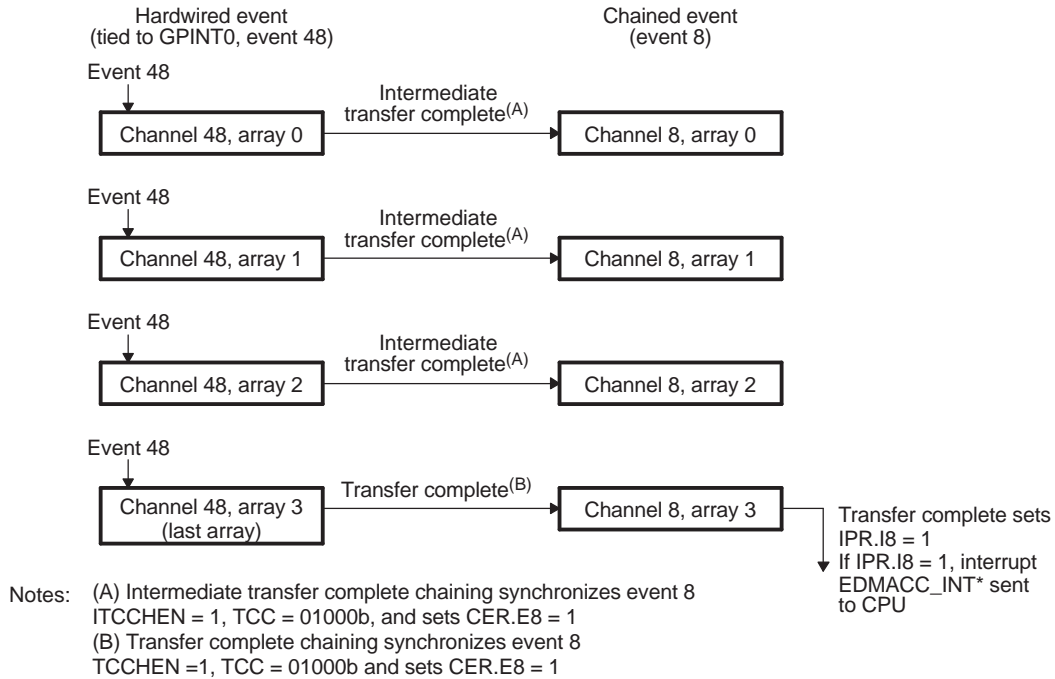 Hardwired event
(tied to GPINT0, event 48)
Chained event
(event 8)
Event 48
Channel 48, array 0
Intermediate
transfer complete(A)
Channel 8, array 0
Event 48
Channel 48, array 1
Intermediate
transfer complete(A)
Channel 8, array 1
Event 48
Channel 48, array 2
Intermediate
transfer complete(A)
Channel 8, array 2
Event 48
Channel 48, array 3
(last array)
Transfer complete(B)
Channel 8, array 3
Transfer complete sets
IPR.I8 = 1
If IPR.I8 = 1, interrupt
EDMACC_INT* sent
to CPU
Notes: (A) Intermediate transfer complete chaining synchronizes event 8
ITCCHEN = 1, TCC = 01000b, and sets CER.E8 = 1
(B) Transfer complete chaining synchronizes event 8
TCCHEN =1, TCC = 01000b and sets CER.E8 = 1